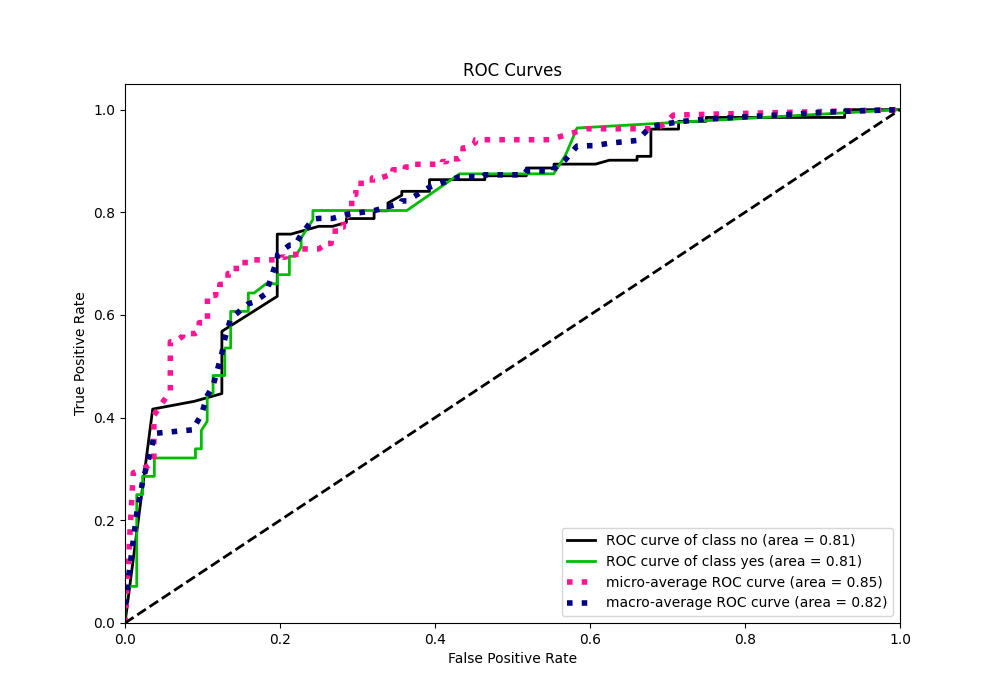 ROC Curves
True Positive Rate
1.0
0.8
0.6
0.4
0.2
0.0
0.0 0.2 0.4 0.6 0.8 1.0
False Positive Rate
ROC curve of class no (area = 0.81)
ROC curve of class yes (area = 0.81)
micro-average ROC curve (area = 0.85)
macro-average ROC curve (area = 0.82)